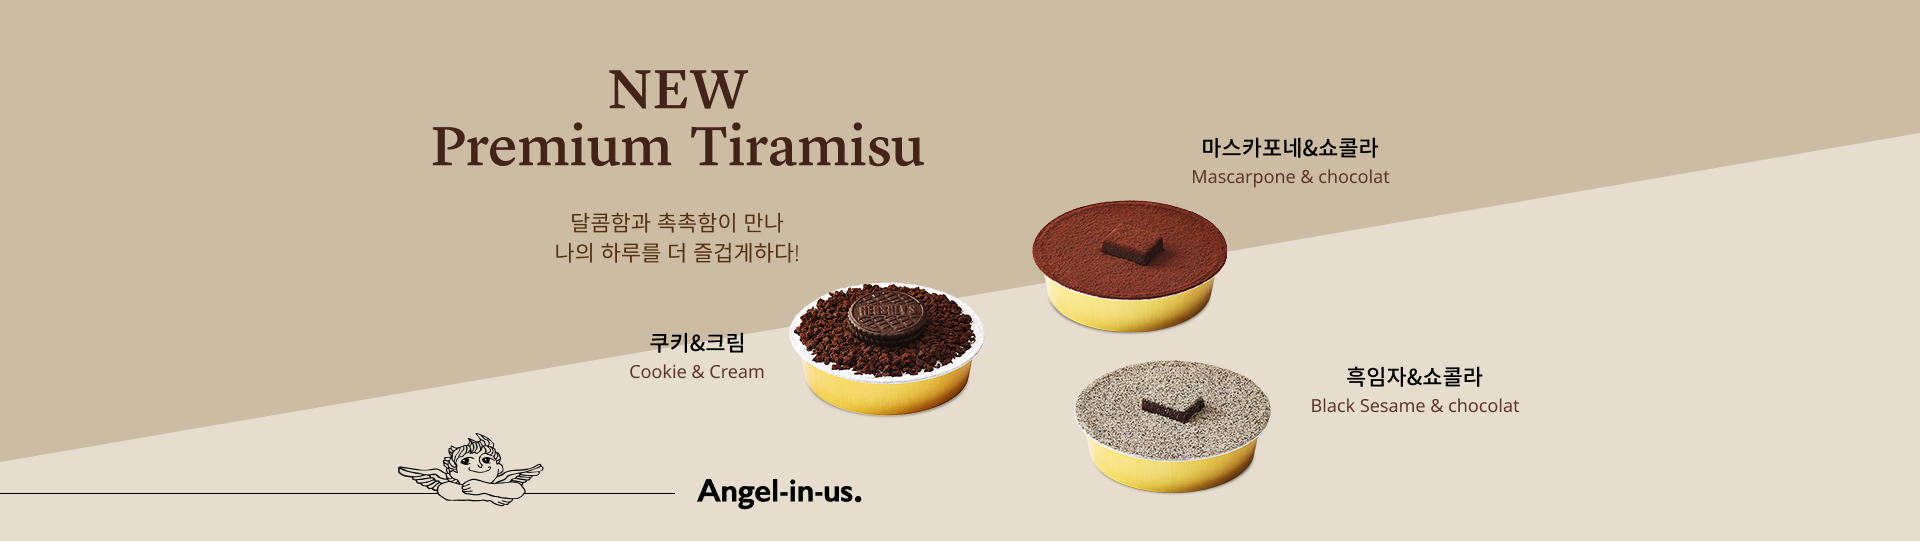 NEW
Premium Tiramisu
달콤함과 촉촉함이 만나
나의 하루를 더 즐겁게하다!
마스카포네&쇼콜라
Mascarpone & chocolat
쿠키&크림
Cookie & Cream
HERSHEY'S
흑임자&쇼콜라
Black Sesame & chocolat
Angel-in-us.